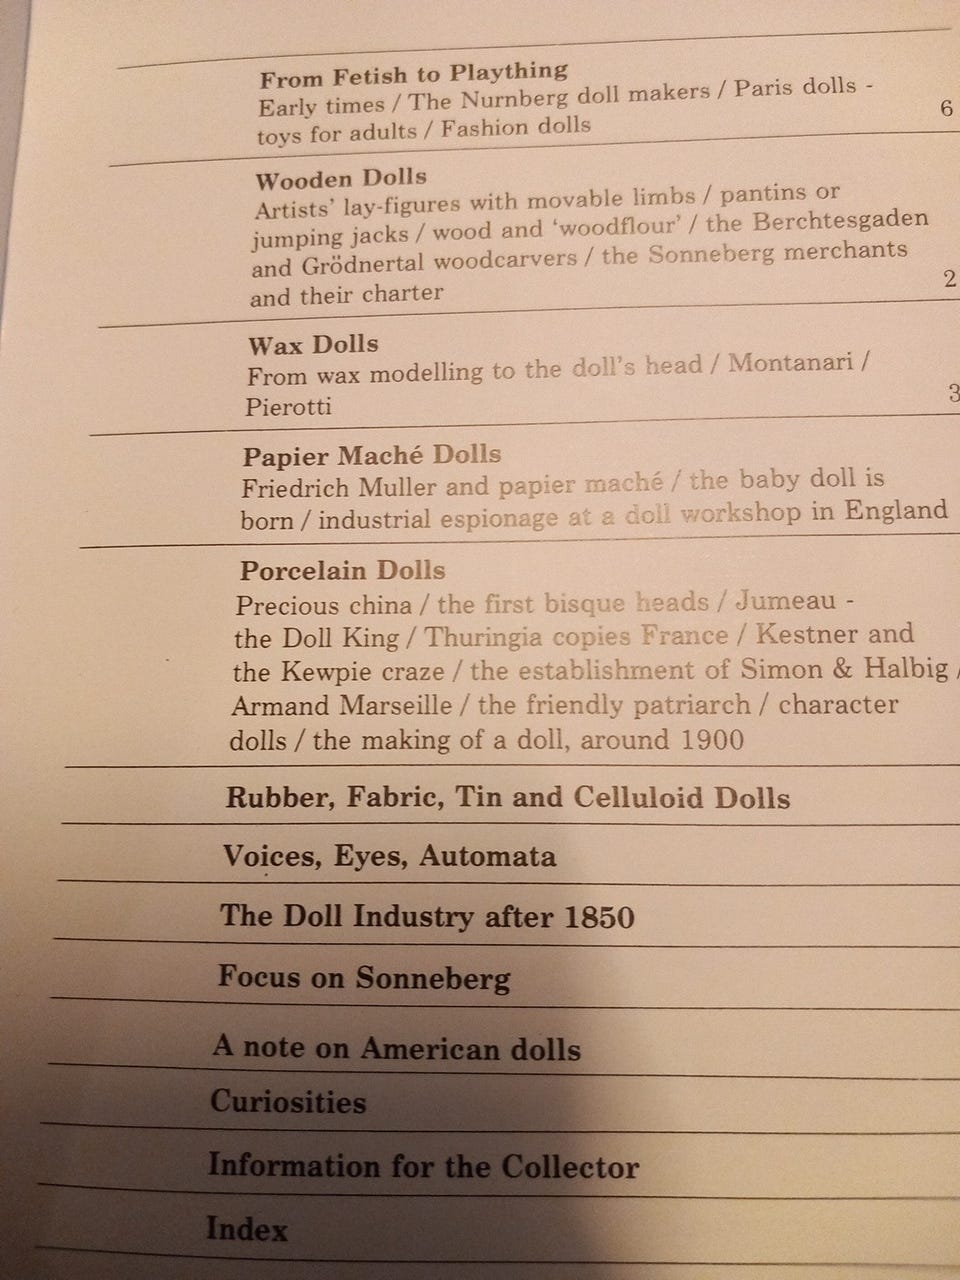 From Fetish to Plaything
Early times / The Nurnberg doll makers / Paris dolls -
toys for adults / Fashion dolls 6
Wooden Dolls
Artists' lay-figures with movable limbs / pantins or
jumping jacks / wood and 'woodflour' / the Berchtesgaden
and Grödnertal woodcarvers / the Sonneberg merchants
and their charter 2
Wax Dolls
From wax modelling to the doll's head / Montanari /
Pierotti 3
Papier Maché Dolls
Friedrich Muller and papier maché / the baby doll is
born / industrial espionage at a doll workshop in England
Porcelain Dolls
Precious china / the first bisque heads / Jumeau -
the Doll King / Thuringia copies France / Kestner and
the Kewpie craze / the establishment of Simon & Halbig /
Armand Marseille / the friendly patriarch / character
dolls / the making of a doll, around 1900
Rubber, Fabric, Tin and Celluloid Dolls
Voices, Eyes, Automata
The Doll Industry after 1850
Focus on Sonneberg
A note on American dolls
Curiosities
Information for the Collector
Index